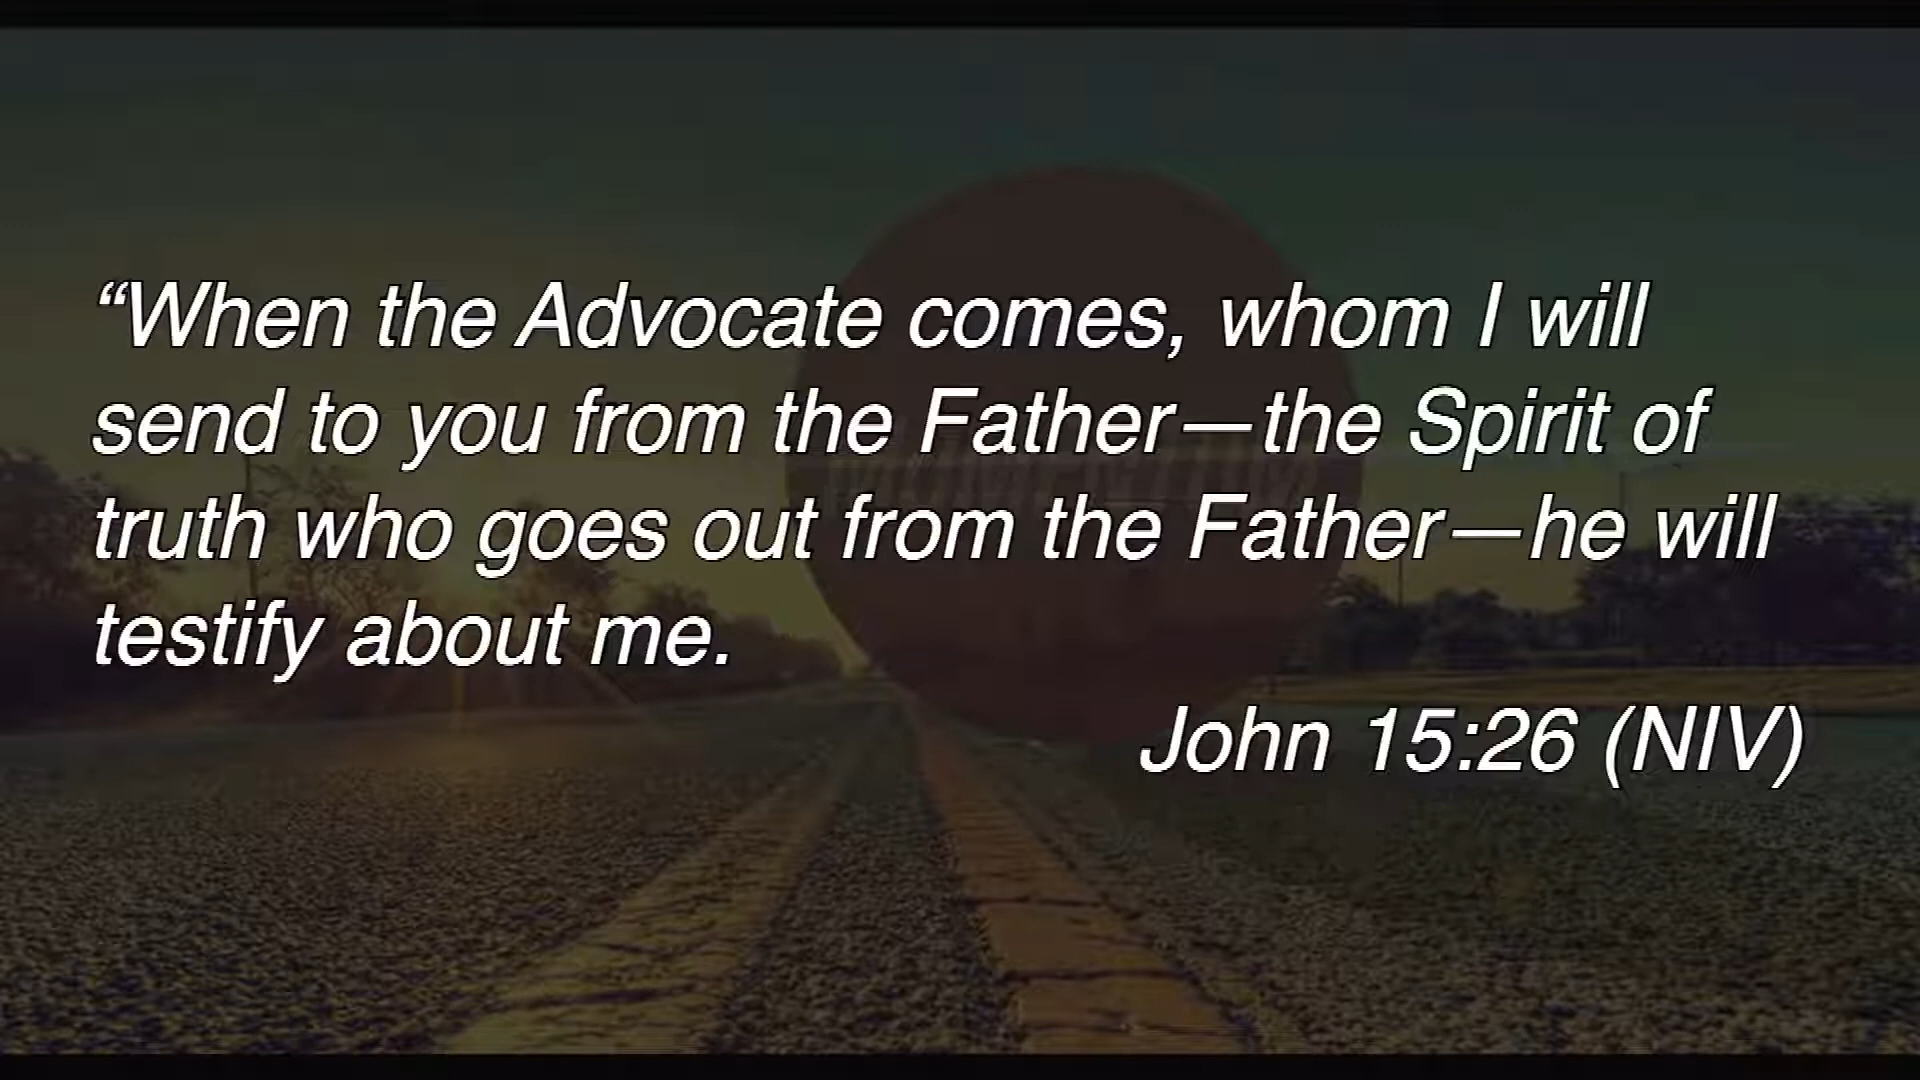 “When the Advocate comes, whom I will
send to you from the Father—the Spirit of
truth who goes out from the Father—he will
testify about me.
John 15:26 (NIV)